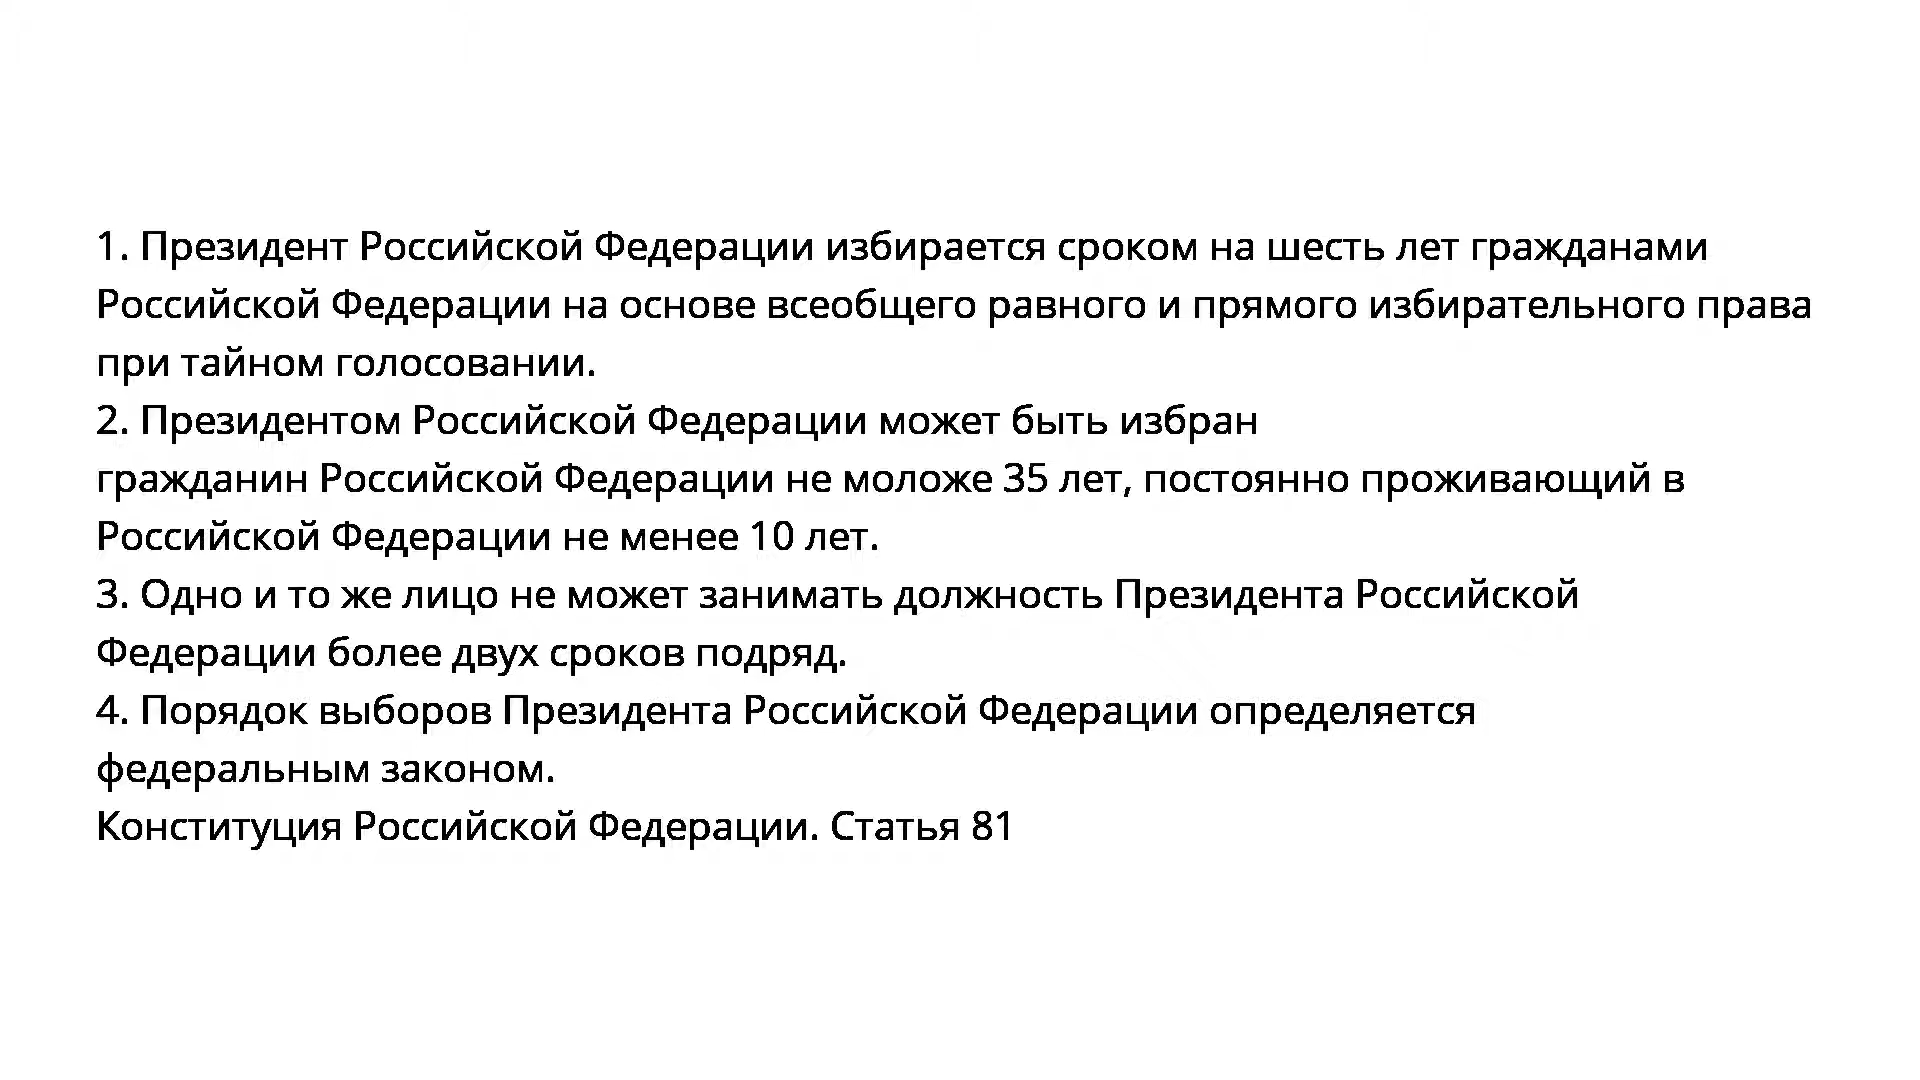 1. Президент Российской Федерации избирается сроком на шесть лет гражданами
Российской Федерации на основе всеобщего равного и прямого избирательного права
при тайном голосовании.
2. Президентом Российской Федерации может быть избран
гражданин Российской Федерации не моложе 35 лет, постоянно проживающий в
Российской Федерации не менее 10 лет.
3. Одно и то же лицо не может занимать должность Президента Российской
Федерации более двух сроков подряд.
4. Порядок выборов Президента Российской Федерации определяется
федеральным законом.
Конституция Российской Федерации. Статья 81